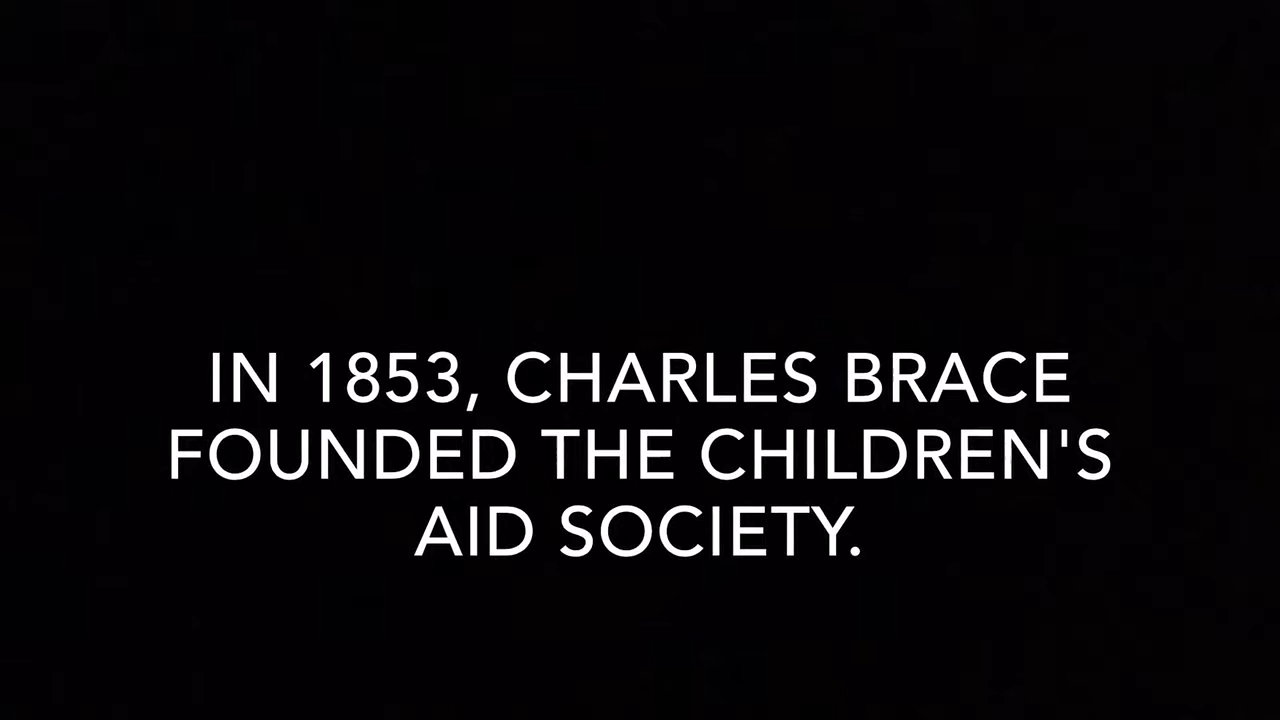 IN 1853, CHARLES BRACE
FOUNDED THE CHILDREN'S
AID SOCIETY.